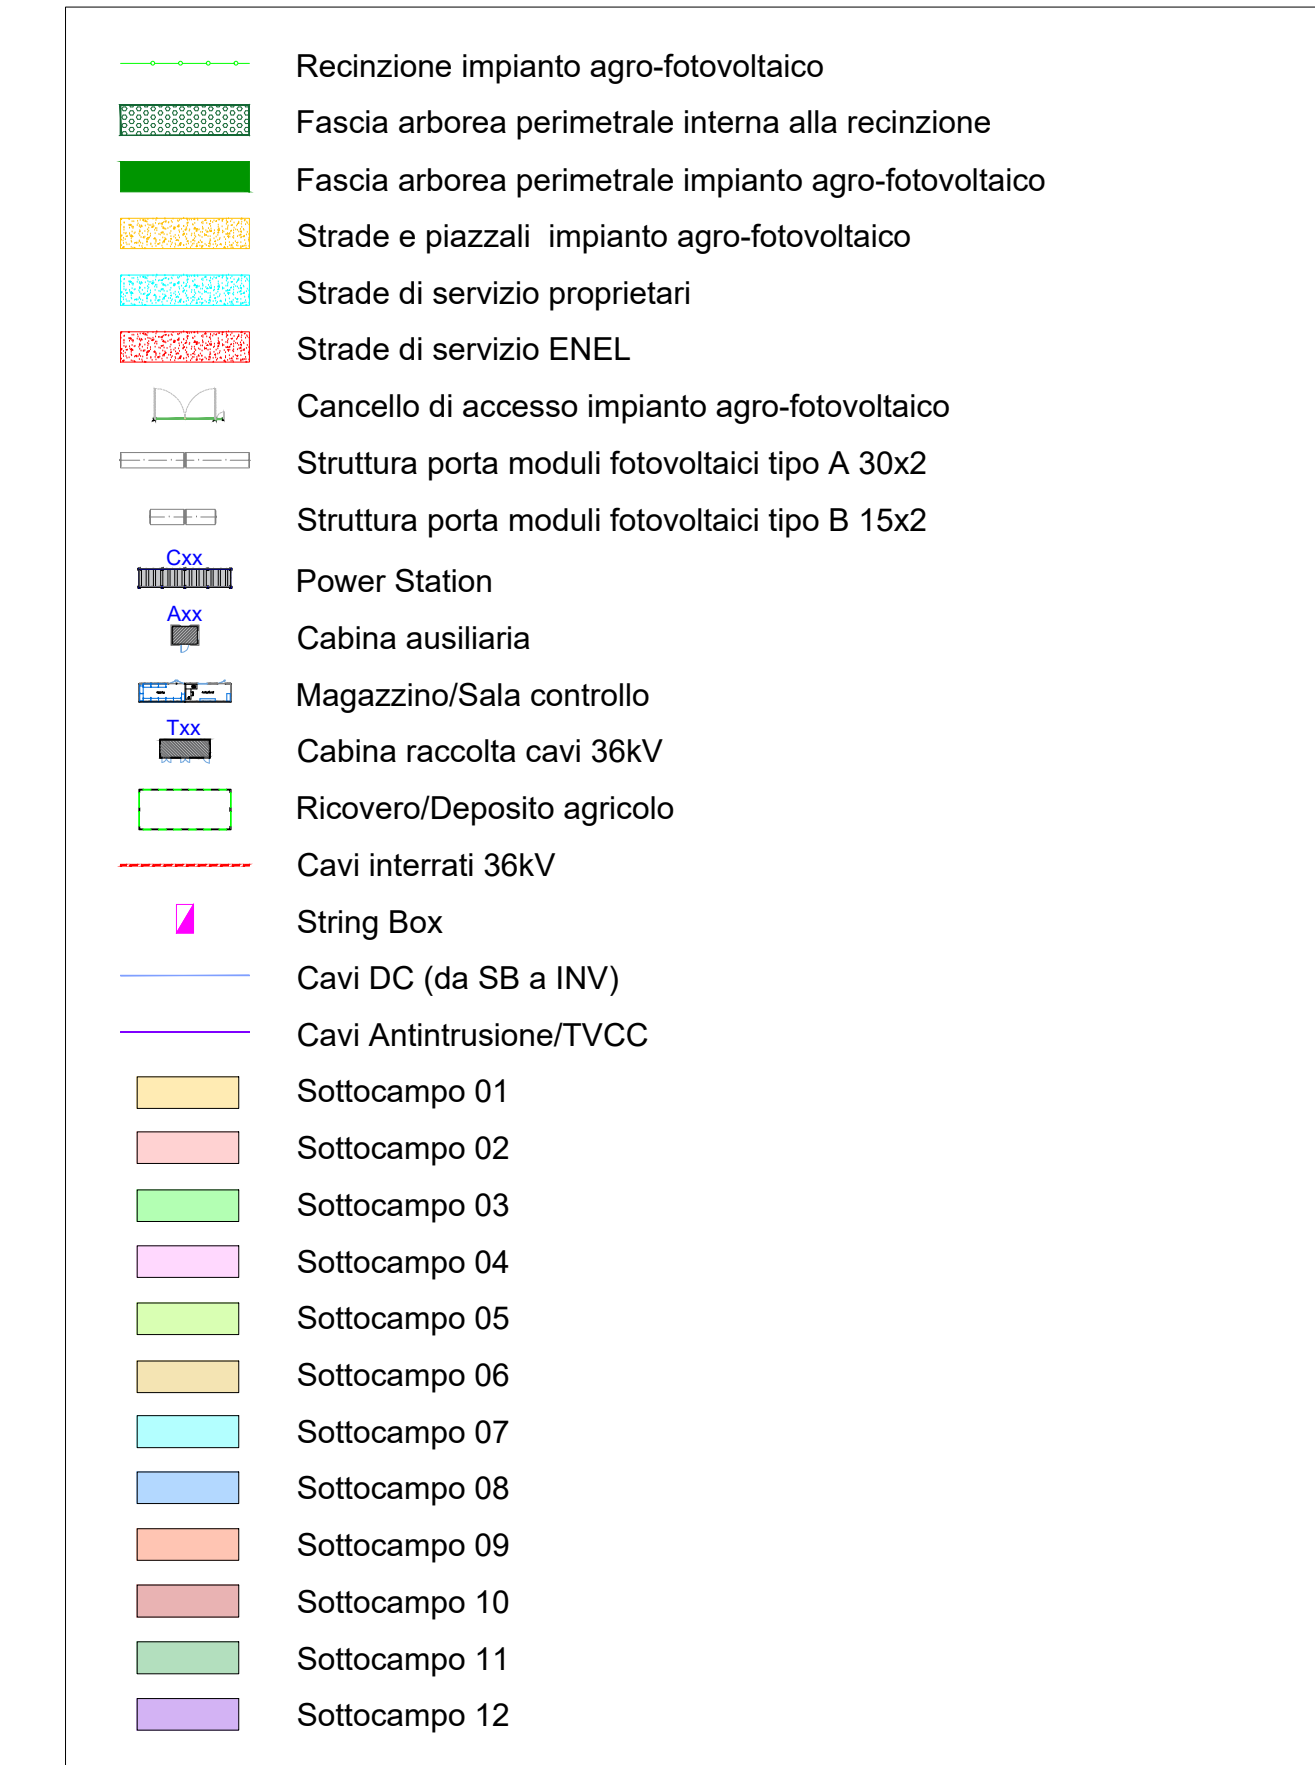 Recinzione impianto agro-fotovoltaico
Fascia arborea perimetrale interna alla recinzione
Fascia arborea perimetrale impianto agro-fotovoltaico
Strade e piazzali  impianto agro-fotovoltaico
Strade di servizio proprietari
Strade di servizio ENEL
Cancello di accesso impianto agro-fotovoltaico
Struttura porta moduli fotovoltaici tipo A 30x2
Struttura porta moduli fotovoltaici tipo B 15x2
Cxx
Power Station
Axx
Cabina ausiliaria
Magazzino/Sala controllo
Txx
Cabina raccolta cavi 36kV
Ricovero/Deposito agricolo
Cavi interrati 36kV
String Box
Cavi DC (da SB a INV)
Cavi Antintrusione/TVCC
Sottocampo 01
Sottocampo 02
Sottocampo 03
Sottocampo 04
Sottocampo 05
Sottocampo 06
Sottocampo 07
Sottocampo 08
Sottocampo 09
Sottocampo 10
Sottocampo 11
Sottocampo 12